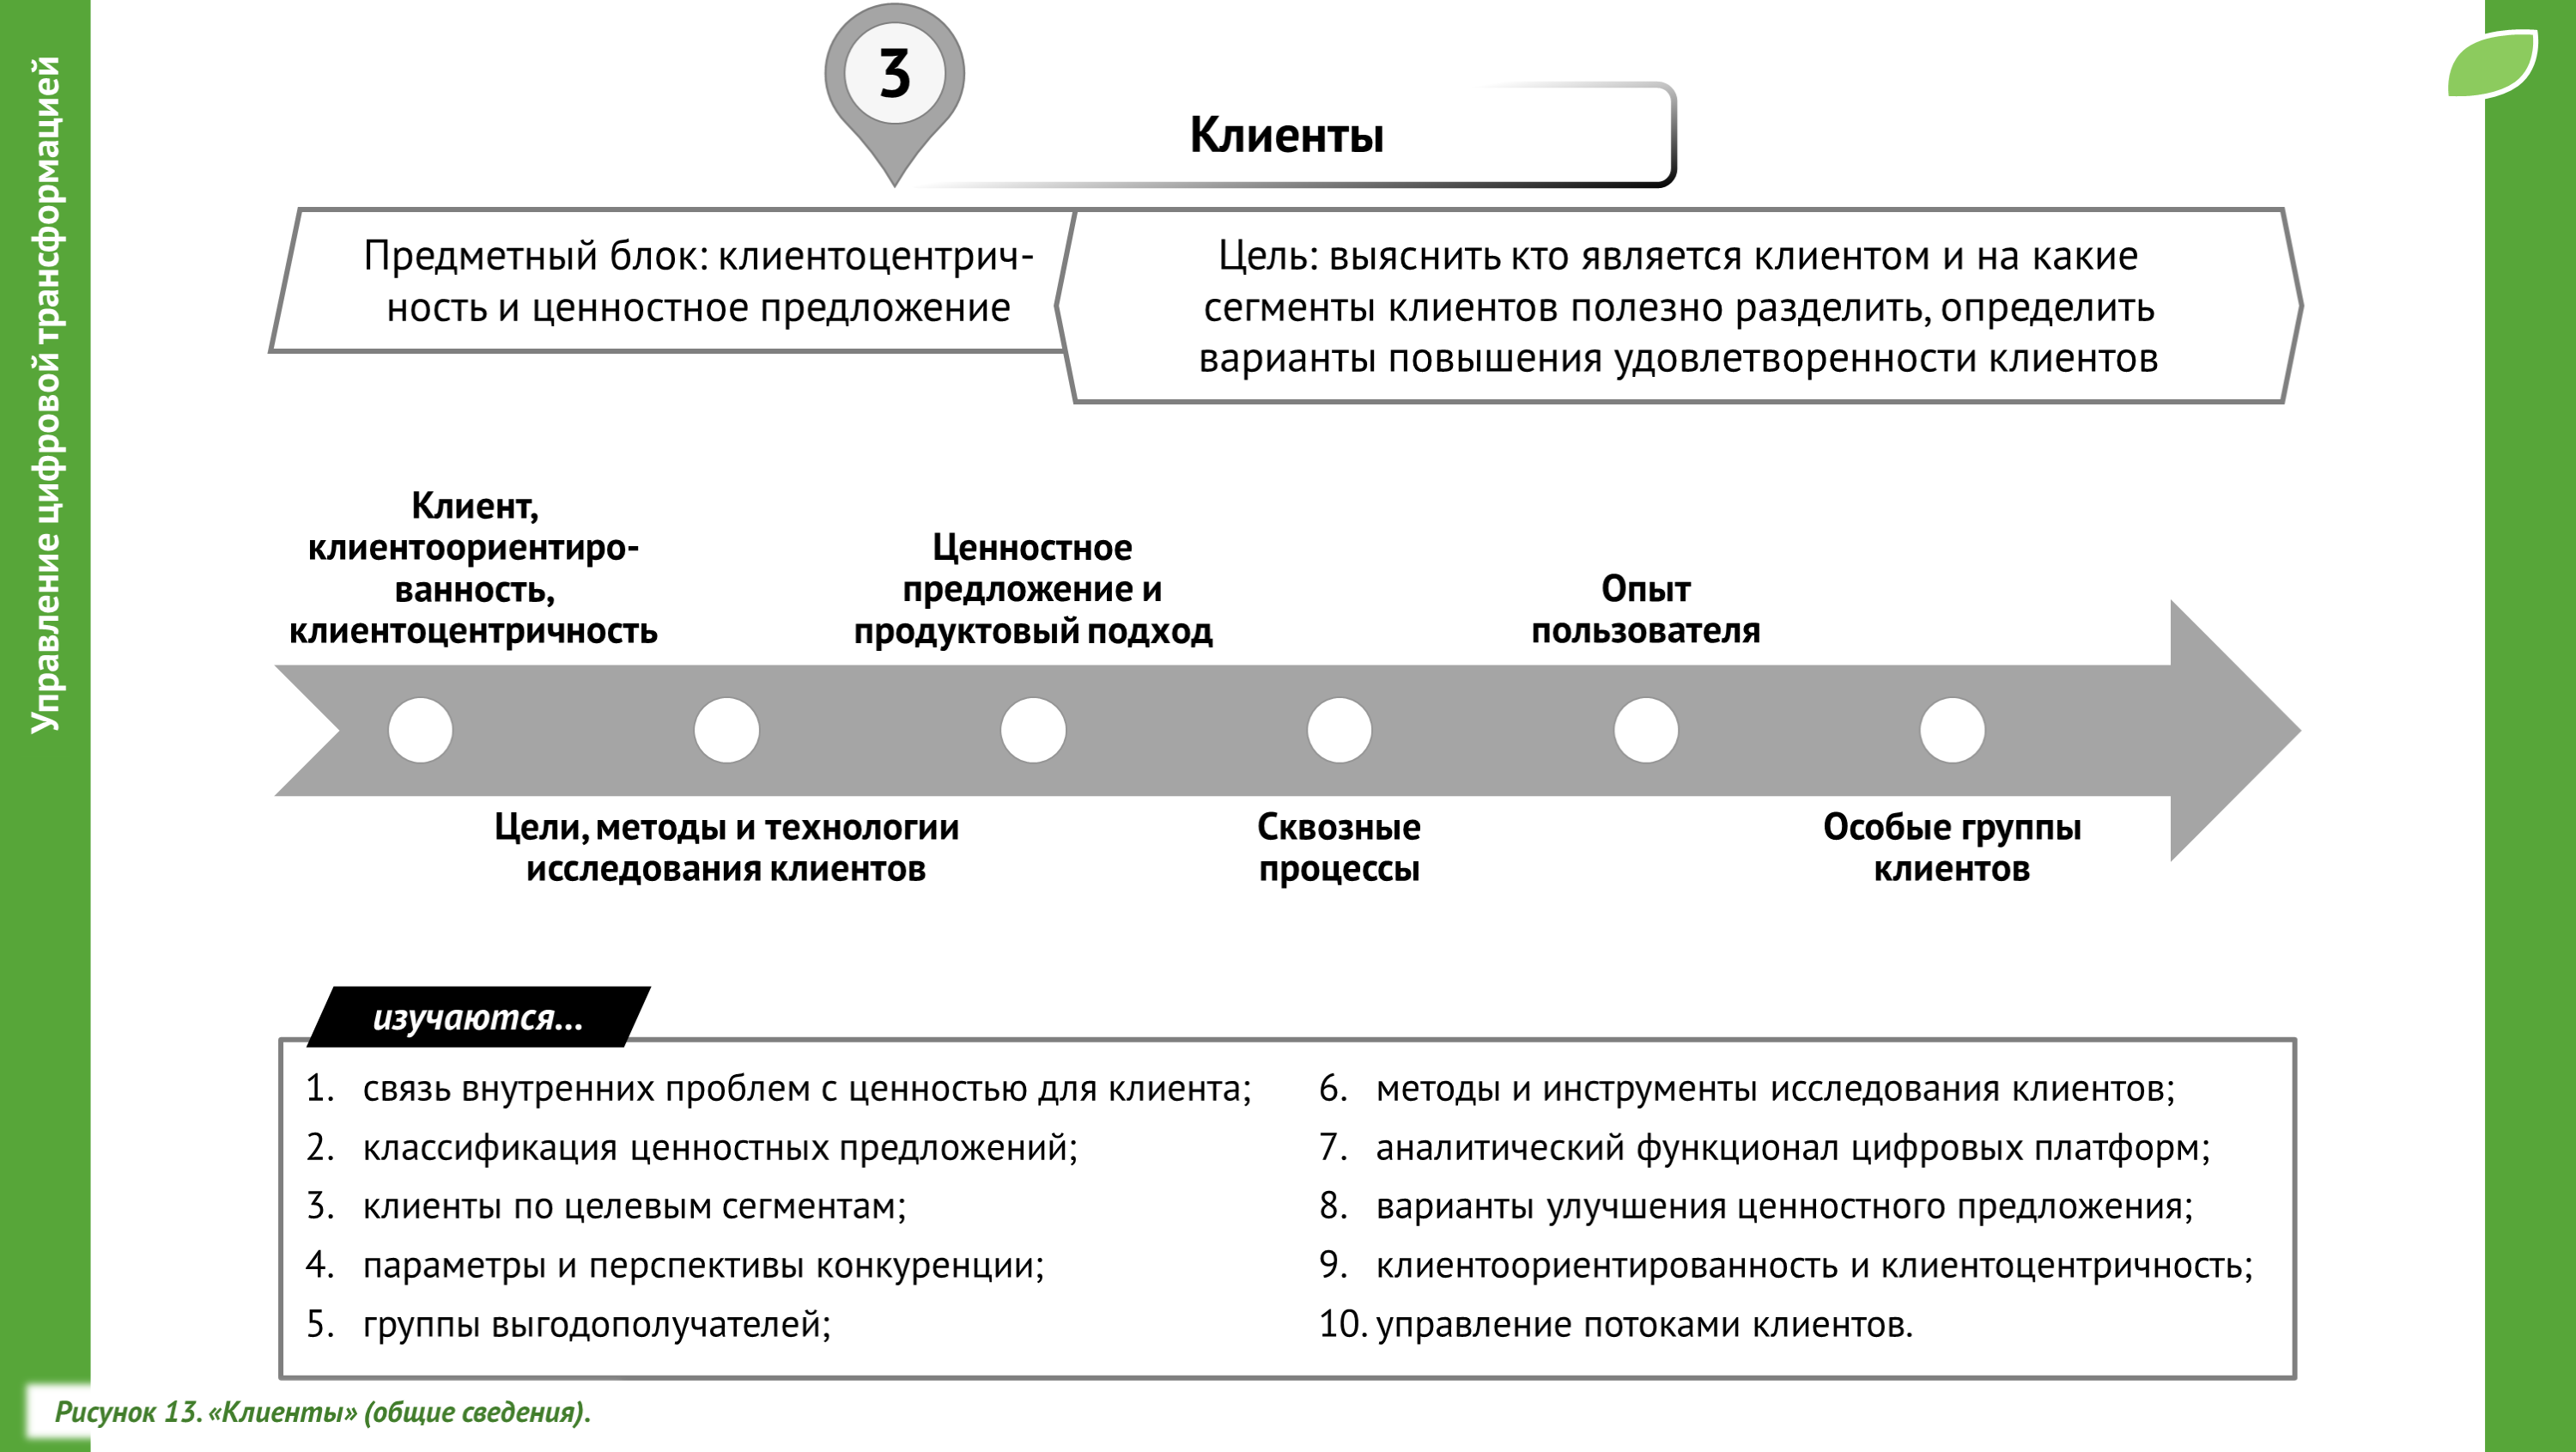 Управление цифровой трансформацией
3
Клиенты
Предметный блок: клиентоцентрич-
ность и ценностное предложение
Цель: выяснить кто является клиентом и на какие
сегменты клиентов полезно разделить, определить
варианты повышения удовлетворенности клиентов
Клиент,
клиентоориентиро-
ванность,
клиентоцентричность
Ценностное
предложение и
продуктовый подход
Опыт
пользователя
Цели, методы и технологии
исследования клиентов
Сквозные
процессы
Особые группы
клиентов
изучаются...
1. связь внутренних проблем с ценностью для клиента;
2. классификация ценностных предложений;
3. клиенты по целевым сегментам;
4. параметры и перспективы конкуренции;
5. группы выгодополучателей;
6. методы и инструменты исследования клиентов;
7. аналитический функционал цифровых платформ;
8. варианты улучшения ценностного предложения;
9. клиентоориентированность и клиентоцентричность;
10. управление потоками клиентов.
Рисунок 13. «Клиенты» (общие сведения).